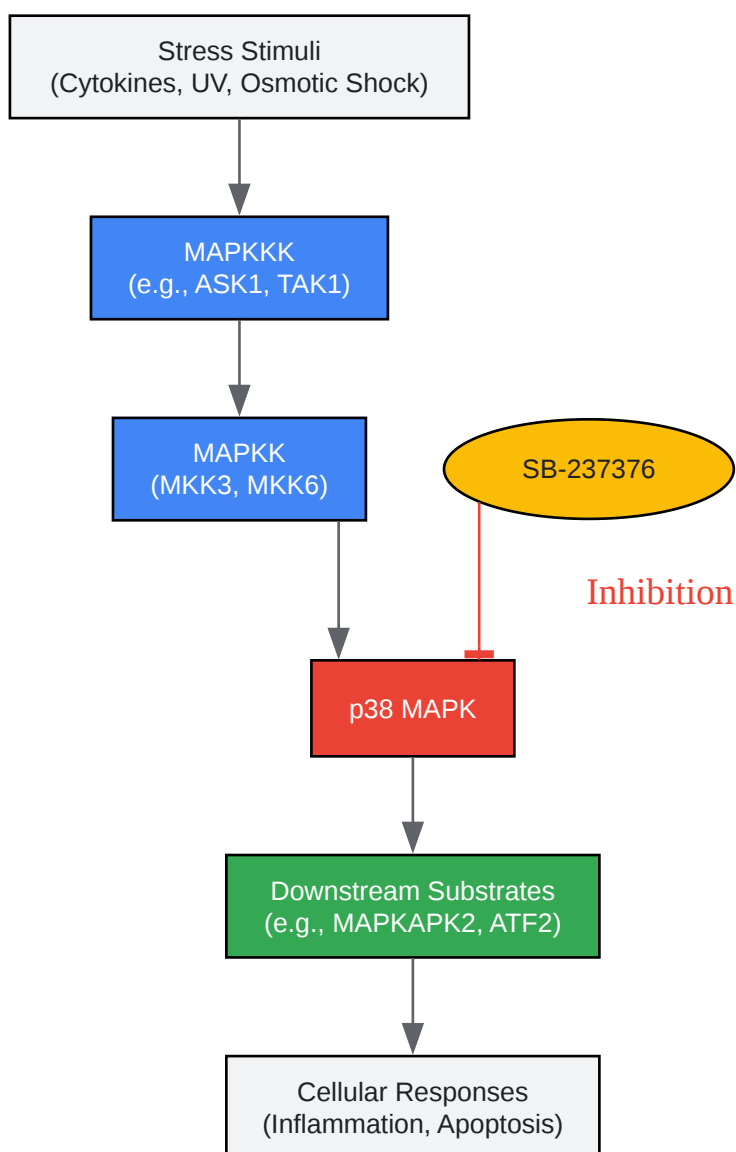 Stress Stimuli
(Cytokines, UV, Osmotic Shock)
MAPKKK
(e.g., ASK1, TAK1)
MAPKK
(MKK3, MKK6)
SB-237376
Inhibition
p38 MAPK
Downstream Substrates
(e.g., MAPKAPK2, ATF2)
Cellular Responses
(Inflammation, Apoptosis)